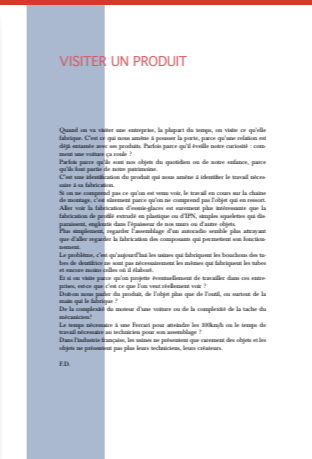 VISITER UN PRODUIT
Quand on va visiter une entreprise, la plupart du temps, on visite ce qu'elle
fabrique. C'est ce qui nous amène à pousser la porte, parce qu'une relation est
déjà entamée avec ses produits. Parfois parce qu'il éveille notre curiosité : com-
ment une voiture ça roule ?
Parfois parce qu'ils sont nos objets du quotidien ou de notre enfance, parce
qu'ils font partie de notre patrimoine.
C'est une identification du produit qui nous amène à identifier le travail néces-
saire à sa fabrication.
Si on ne comprend pas ce qu'on est venu voir, le travail en cours sur la chaine
de montage, c'est sûrement parce qu'on ne comprend pas l'objet qui en ressort.
Aller voir la fabrication d'essuie-glaces est surement plus intéressante que la
fabrication de profilé extrudé en plastique ou d'IPN, simples squelettes qui dis-
paraissent, engloutis dans l'épaisseur de nos murs ou d'autre objets.
Plus simplement, regarder l'assemblage d'un autoradio semble plus attrayant
que d'aller regarder la fabrication des composants qui permettent son fonction-
nement.
Le problème, c'est qu'aujourd'hui les usines qui fabriquent les bouchons des tu-
bes de dentifrice ne sont pas nécessairement les mêmes qui fabriquent les tubes
et encore moins celles où il élaboré.
Et si on visite parce qu'on projette éventuellement de travailler dans ces entre-
prises, est-ce que c'est ce que l'on veut réellement voir ?
Doit-on nous parler du produit, de l'objet plus que de l'outil, ou surtout de la
main qui le fabrique ?
De la complexité du moteur d'une voiture ou de la complexité de la tache du
mécanicien?
Le temps nécessaire à une Ferrari pour atteindre les 100km/h ou le temps de
travail nécessaire au technicien pour son assemblage ?
Dans l'industrie française, les usines ne présentent que rarement des objets et les
objets ne présentent pas plus leurs techniciens, leurs créateurs.
F.D.